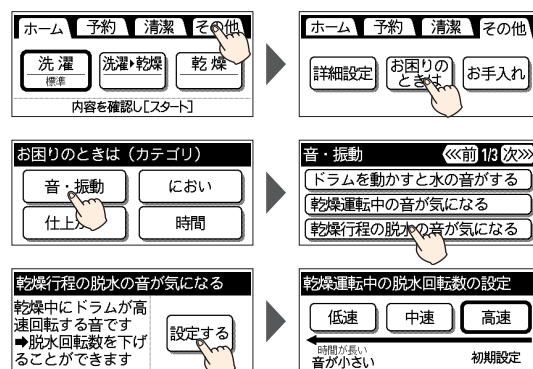 ホーム 予約 清潔 その他
洗濯 標準
洗濯▶乾燥
乾燥
内容を確認し[スタート]
ホーム 予約 清潔 その他
詳細設定
お困りの
ときは
お手入れ
お困りのときは（カテゴリ）
音・振動 におい
仕上 時間
音・振動 <<<前 1/3 次>>>
ドラムを動かすと水の音がする
乾燥運転中の音が気になる
乾燥行程の脱水の音が気になる
乾燥行程の脱水の音が気になる
乾燥中にドラムが高
速回転する音です
➡脱水回転数を下げ
ることができます
設定する
乾燥運転中の脱水回転数の設定
低速 中速 高速
時間が長い
音が小さい 初期設定